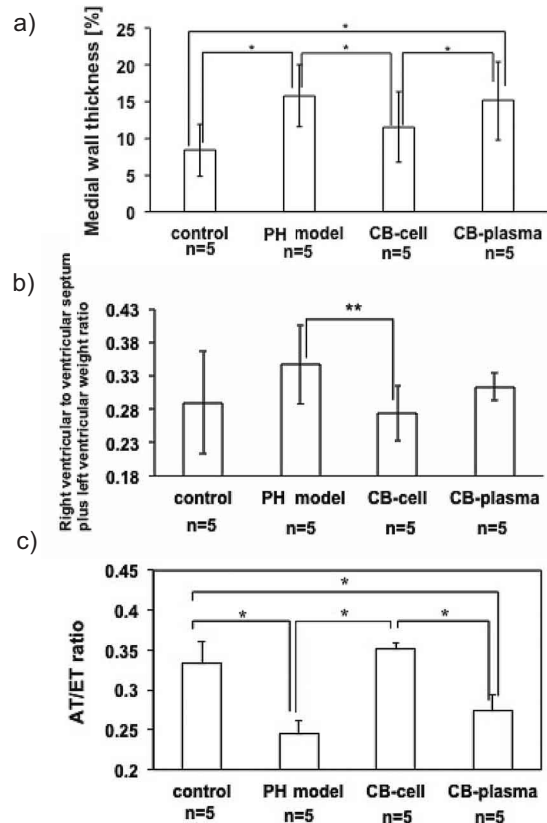 a)
Medial wall thickness [%]
25
20
15
10
5
0
*
* * *
control PH model CB-cell CB-plasma
n=5 n=5 n=5 n=5
b)
Right ventricular to ventricular septum
plus left ventricular weight ratio
0.43
0.38
0.33
0.28
0.23
0.18
**
control PH model CB-cell CB-plasma
n=5 n=5 n=5 n=5
c)
AT/ET ratio
0.45
0.4
0.35
0.3
0.25
0.2
*
* * *
control PH model CB-cell CB-plasma
n=5 n=5 n=5 n=5